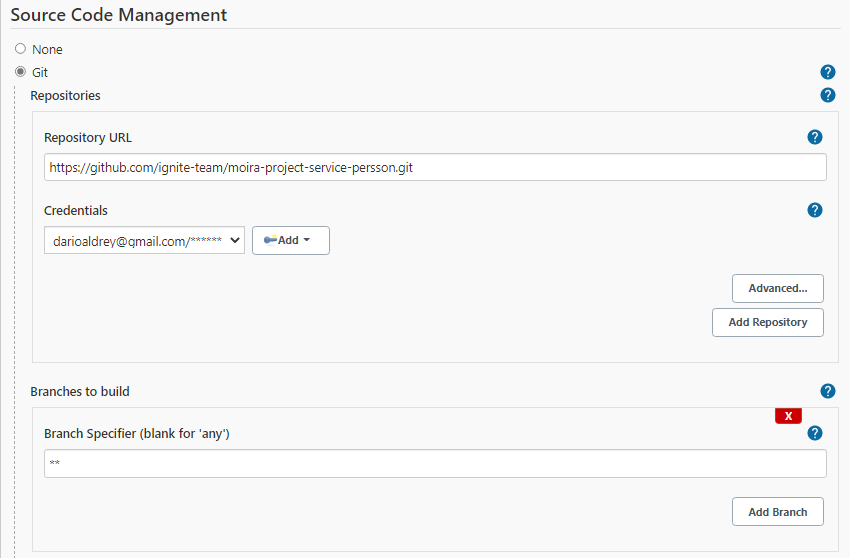 Source Code Management
None
Git
?
Repositories
?
Repository URL
?
https://github.com/ignite-team/moira-project-service-persson.git
Credentials
?
darioaldrey@gmail.com/******
Add
Advanced...
Add Repository
Branches to build
?
X
Branch Specifier (blank for 'any')
?
**
Add Branch